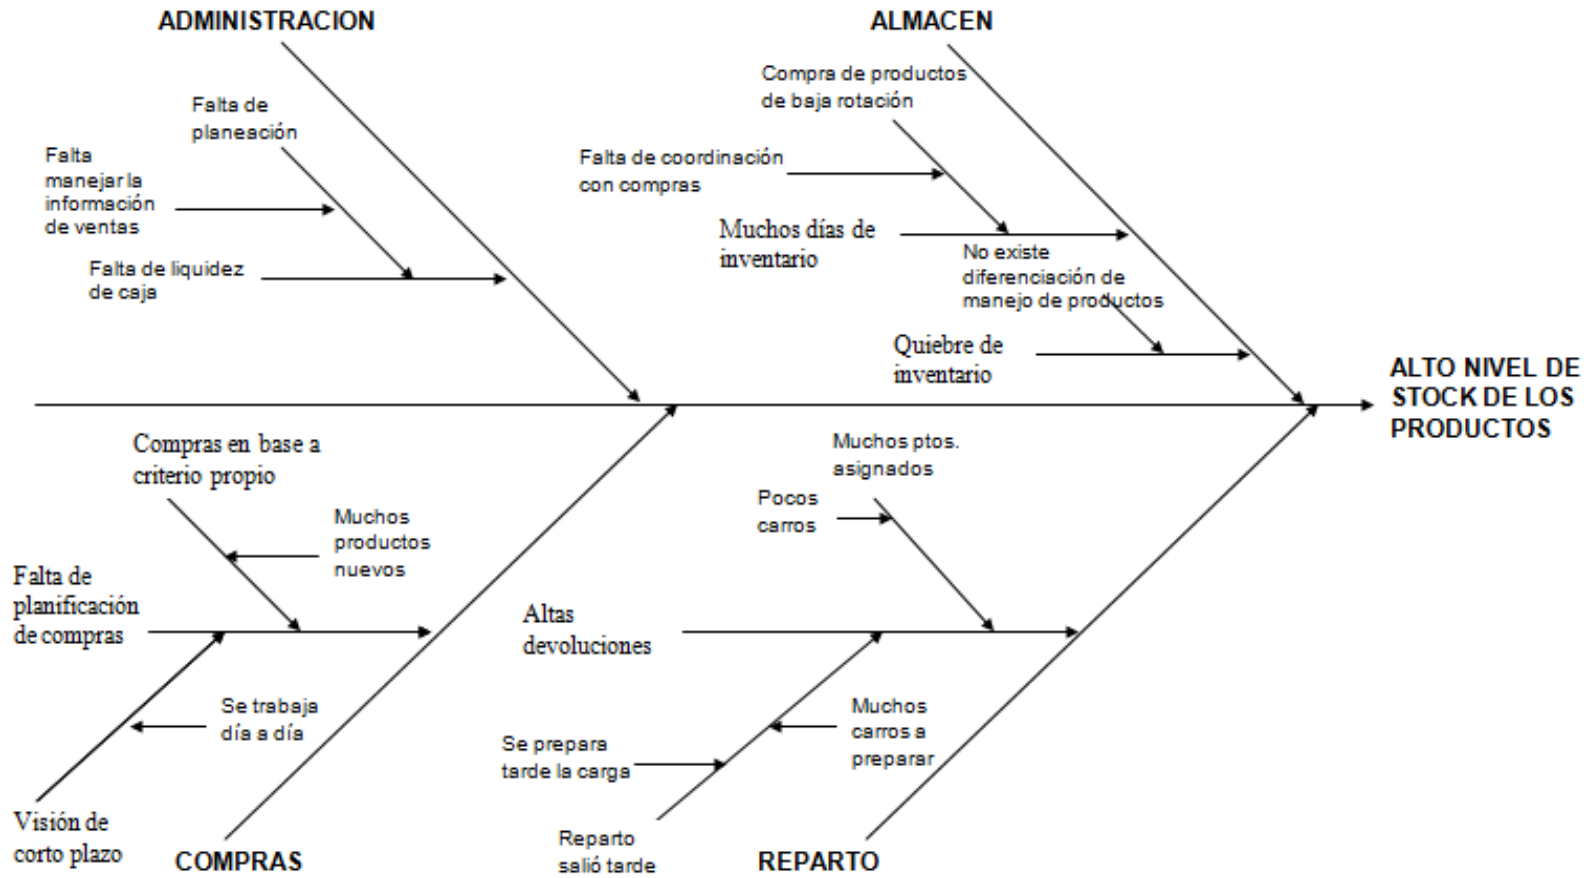 ADMINISTRACION
ALMACEN
Falta de
planeación
Falta
manejar la
información
de ventas
Falta de liquidez
de caja
Compra de productos
de baja rotación
Falta de coordinación
con compras
Muchos días de
inventario
No existe
diferenciación de
manejo de productos
Quiebre de
inventario
ALTO NIVEL DE
STOCK DE LOS
PRODUCTOS
Compras en base a
criterio propio
Muchos
productos
nuevos
Falta de
planificación
de compras
Se trabaja
día a día
Visión de
corto plazo
COMPRAS
Muchos ptos.
asignados
Pocos
carros
Altas
devoluciones
Muchos
carros a
preparar
Se prepara
tarde la carga
Reparto
salió tarde
REPARTO